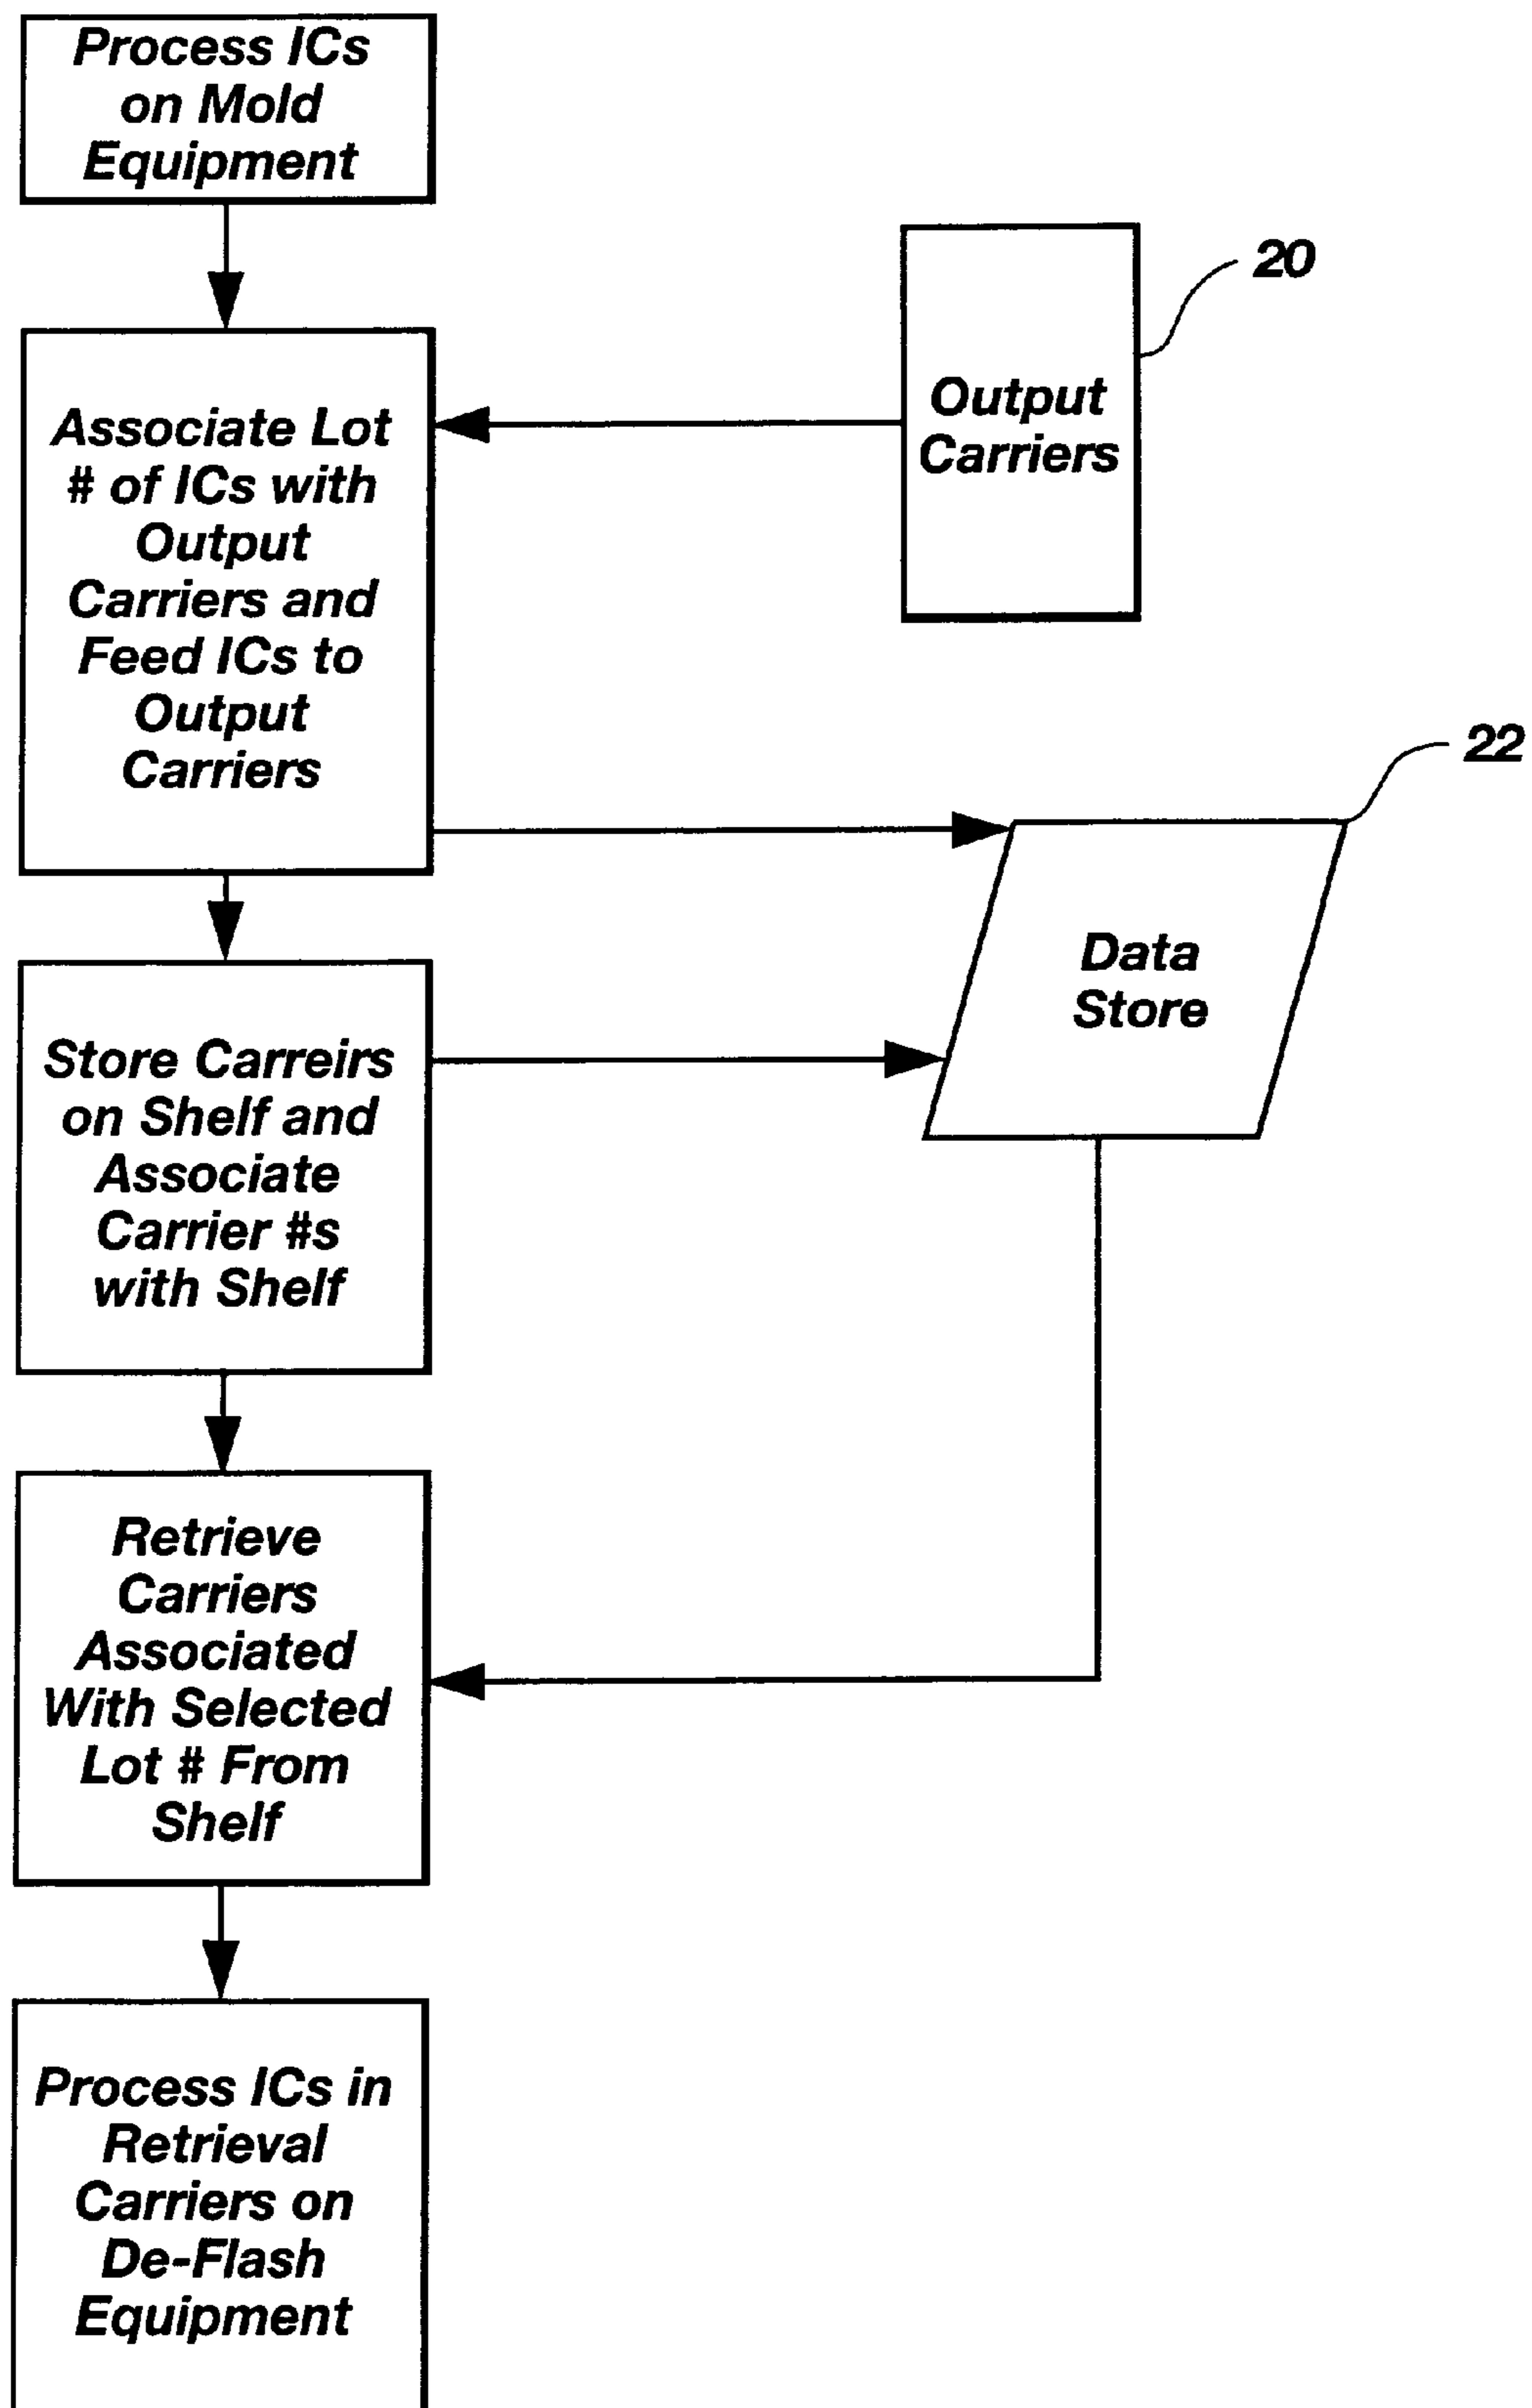 Process ICs
on Mold
Equipment
20
Output
Carriers
Associate Lot
# of ICs with
Output
Carriers and
Feed ICs to
Output
Carriers
22
Data
Store
Store Carreirs
on Shelf and
Associate
Carrier #s
with Shelf
Retrieve
Carriers
Associated
With Selected
Lot # From
Shelf
Process ICs in
Retrieval
Carriers on
De-Flash
Equipment